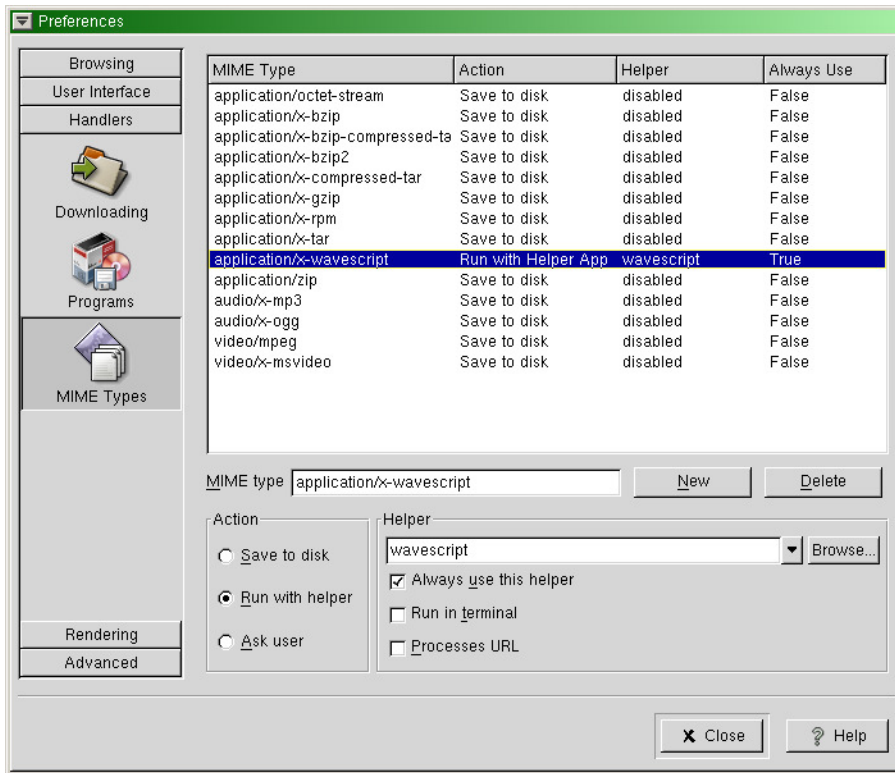 Preferences
Browsing
User Interface
Handlers
Downloading
Programs
MIME Types
Rendering
Advanced
MIME Type Action Helper Always Use
application/octet-stream Save to disk disabled False
application/x-bzip Save to disk disabled False
application/x-bzip-compressed-ta Save to disk disabled False
application/x-bzip2 Save to disk disabled False
application/x-compressed-tar Save to disk disabled False
application/x-gzip Save to disk disabled False
application/x-rpm Save to disk disabled False
application/x-tar Save to disk disabled False
application/x-wavescript Run with Helper App wavescript True
application/zip Save to disk disabled False
audio/x-mp3 Save to disk disabled False
audio/x-ogg Save to disk disabled False
video/mpeg Save to disk disabled False
video/x-msvideo Save to disk disabled False
MIME type application/x-wavescript New Delete
Action
Save to disk
Run with helper
Ask user
Helper
wavescript Browse...
Always use this helper
Run in terminal
Processes URL
Close Help